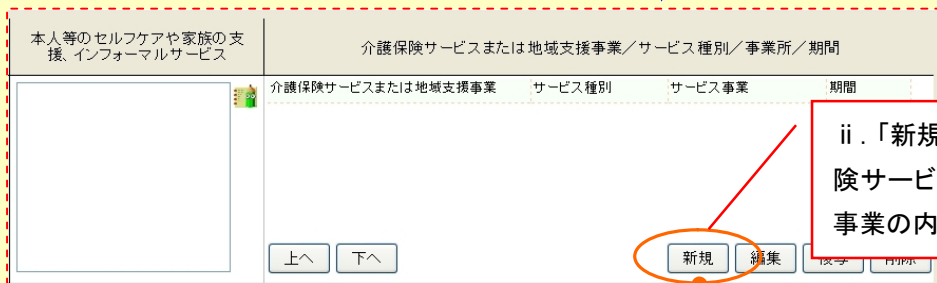 本人等のセルフケアや家族の支
援、インフォーマルサービス
介護保険サービスまたは地域支援事業／サービス種別／事業所／期間
介護保険サービスまたは地域支援事業 サービス種別 サービス事業 期間
ⅱ.「新規
険サービ
事業の内
上へ 下へ 新規 編集 複写 削除